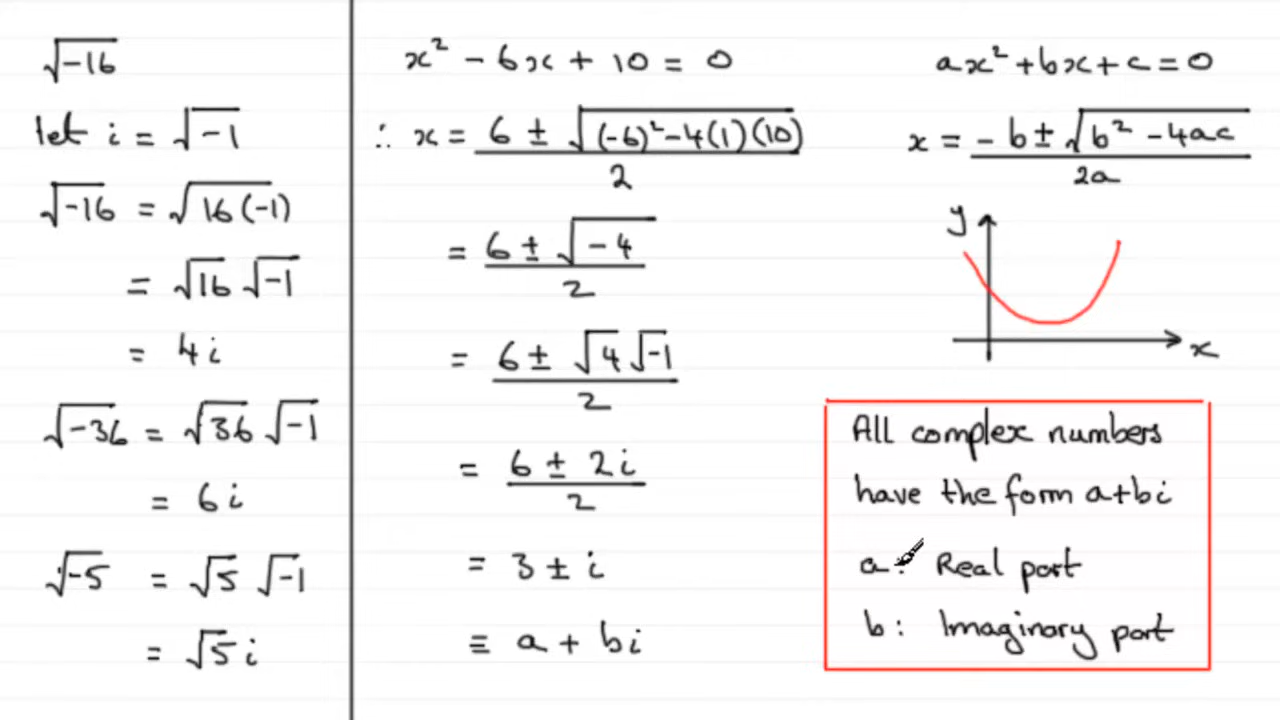 √-16
let i = √-1
√-16 = √16(-1)
= √16 √-1
= 4i
√-36 = √36 √-1
= 6i
√-5 = √5 √-1
= √5 i
x² - 6x + 10 = 0
∴ x = (6 ± √((-6)² - 4(1)(10))) / 2
= (6 ± √-4) / 2
= (6 ± √4 √-1) / 2
= (6 ± 2i) / 2
= 3 ± i
≡ a + bi
ax² + bx + c = 0
x = (-b ± √(b² - 4ac)) / 2a
y
x
All complex numbers
have the form a+bi
a: Real part
b: Imaginary part